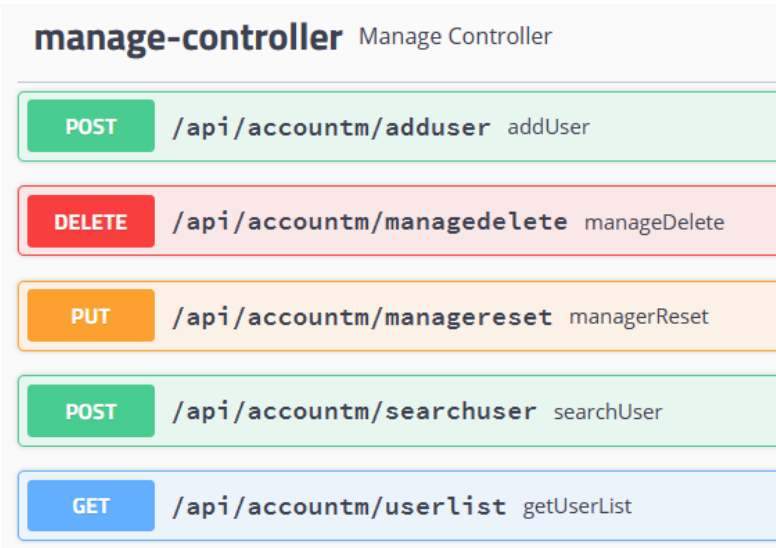 manage-controller Manage Controller
POST /api/accountm/adduser addUser
DELETE /api/accountm/managedelete manageDelete
PUT /api/accountm/managereset managerReset
POST /api/accountm/searchuser searchUser
GET /api/accountm/userlist getUserList